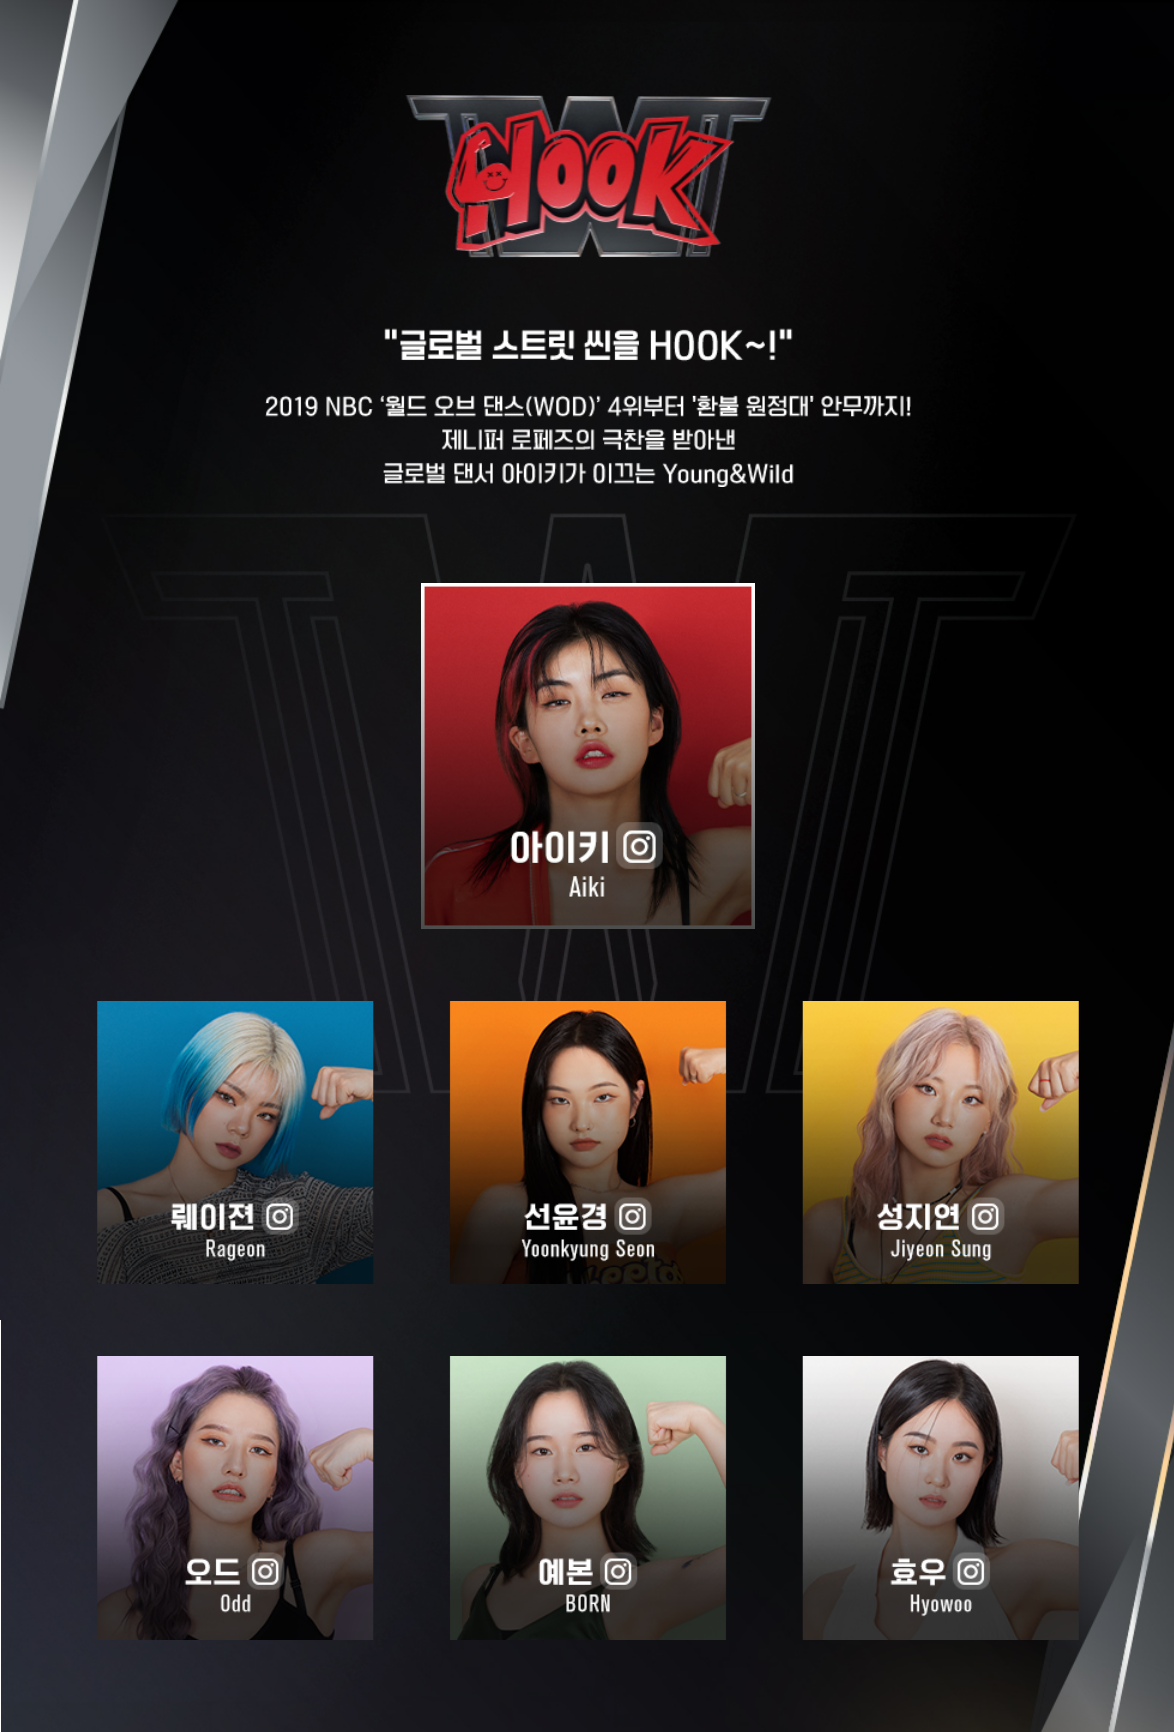 HOOK
"글로벌 스트릿 씬을 HOOK~!"
2019 NBC ‘월드 오브 댄스(WOD)’ 4위부터 '환불 원정대' 안무까지!
제니퍼 로페즈의 극찬을 받아낸
글로벌 댄서 아이키가 이끄는 Young&Wild
아이키
Aiki
뤠이젼
Rageon
선윤경
Yoonkyung Seon
성지연
Jiyeon Sung
오드
Odd
예본
BORN
효우
Hyowoo